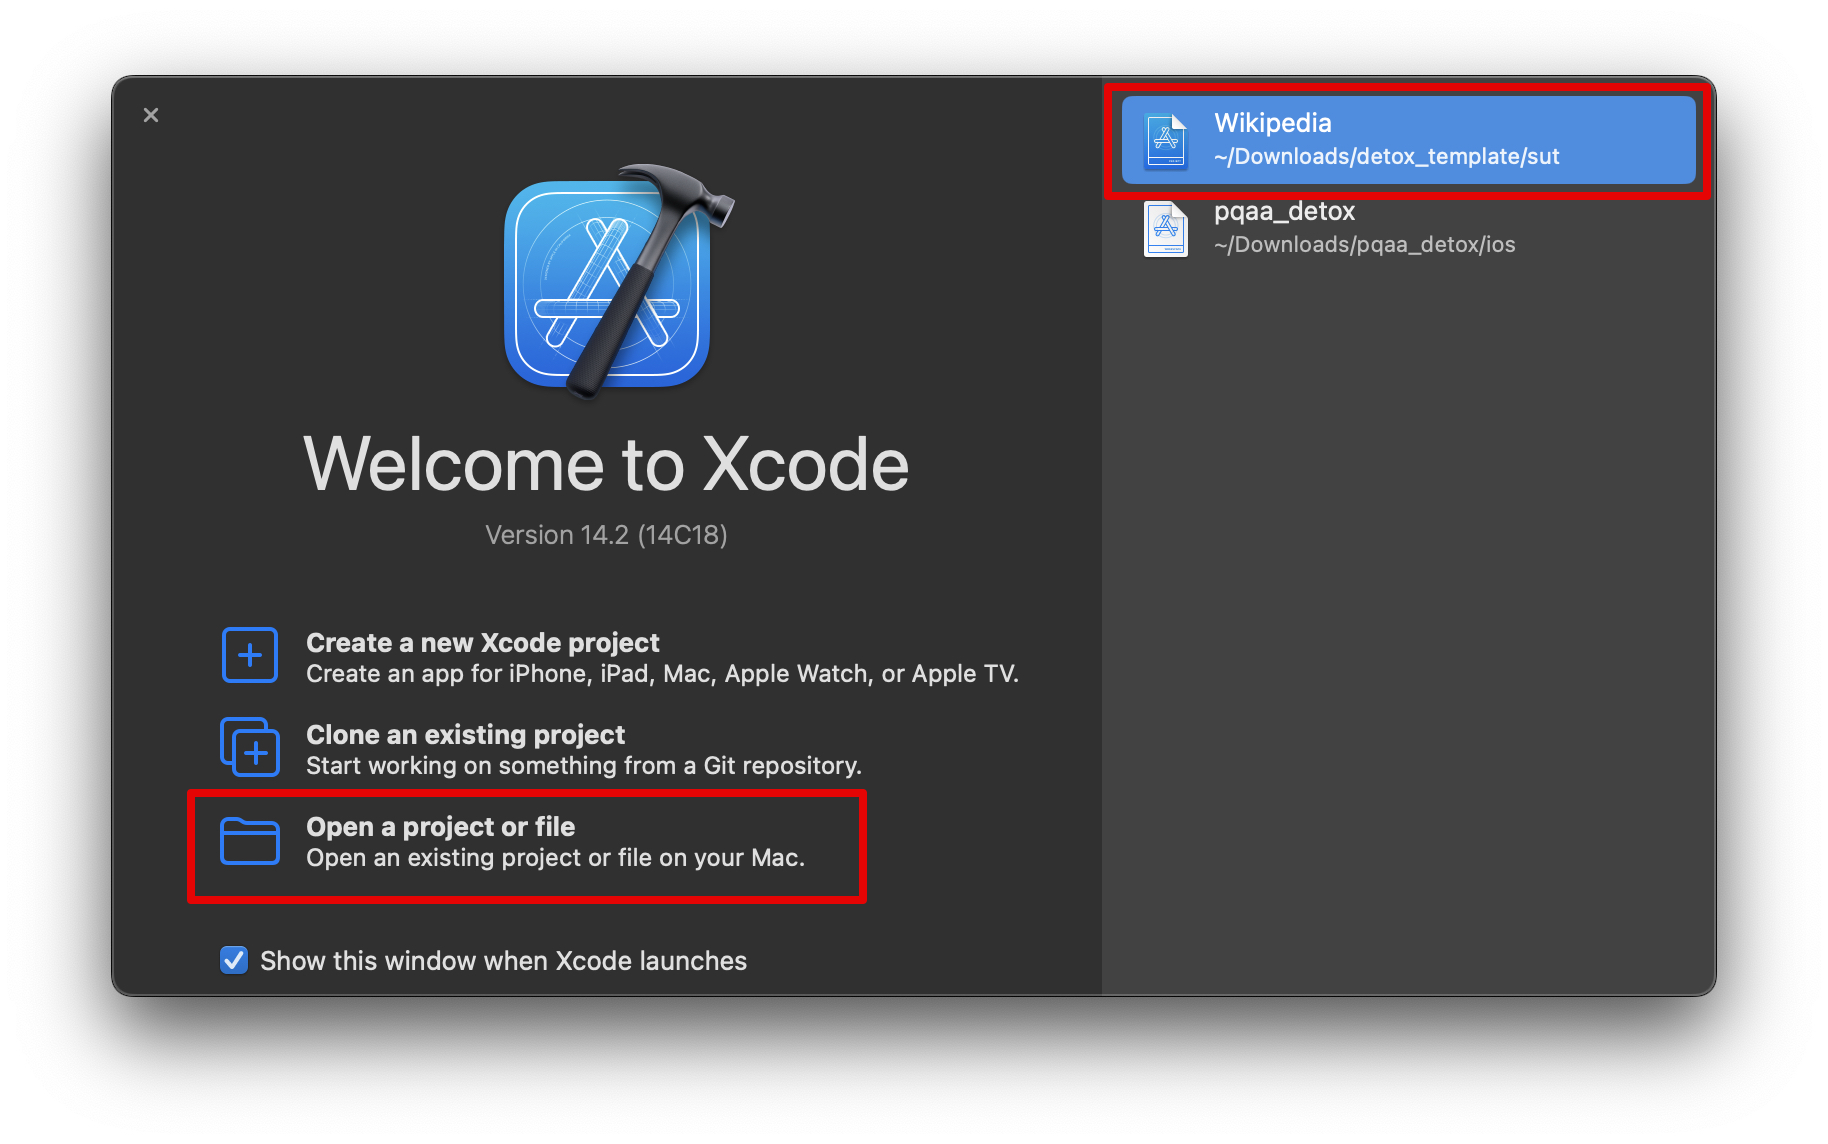 Welcome to Xcode
Version 14.2 (14C18)
Create a new Xcode project
Create an app for iPhone, iPad, Mac, Apple Watch, or Apple TV.
Clone an existing project
Start working on something from a Git repository.
Open a project or file
Open an existing project or file on your Mac.
Show this window when Xcode launches
Wikipedia
~/Downloads/detox_template/sut
pqaa_detox
~/Downloads/pqaa_detox/ios